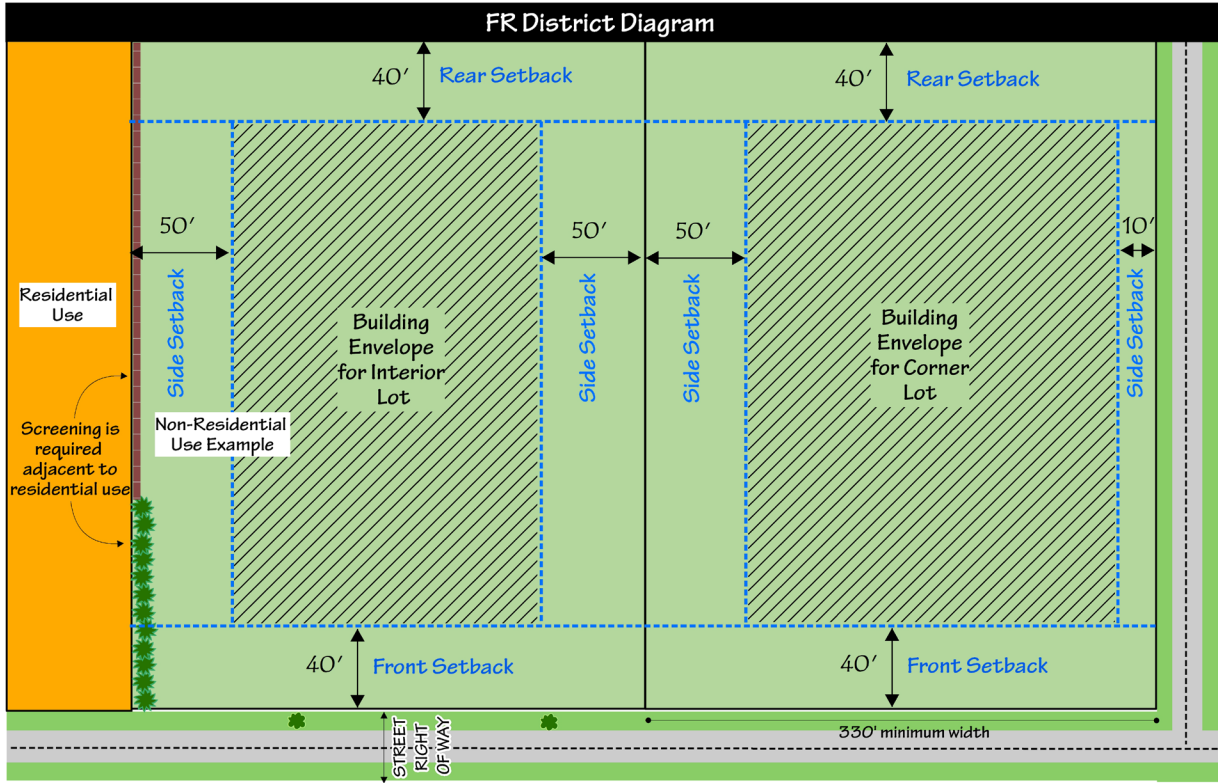 FR District Diagram
40' Rear Setback
40' Rear Setback
50'
50'
50'
10'
Side Setback
Side Setback
Side Setback
Side Setback
Residential
Use
Building
Envelope
for Interior
Lot
Building
Envelope
for Corner
Lot
Non-Residential
Use Example
Screening is
required
adjacent to
residential use
40' Front Setback
40' Front Setback
STREET
RIGHT
OF WAY
330' minimum width